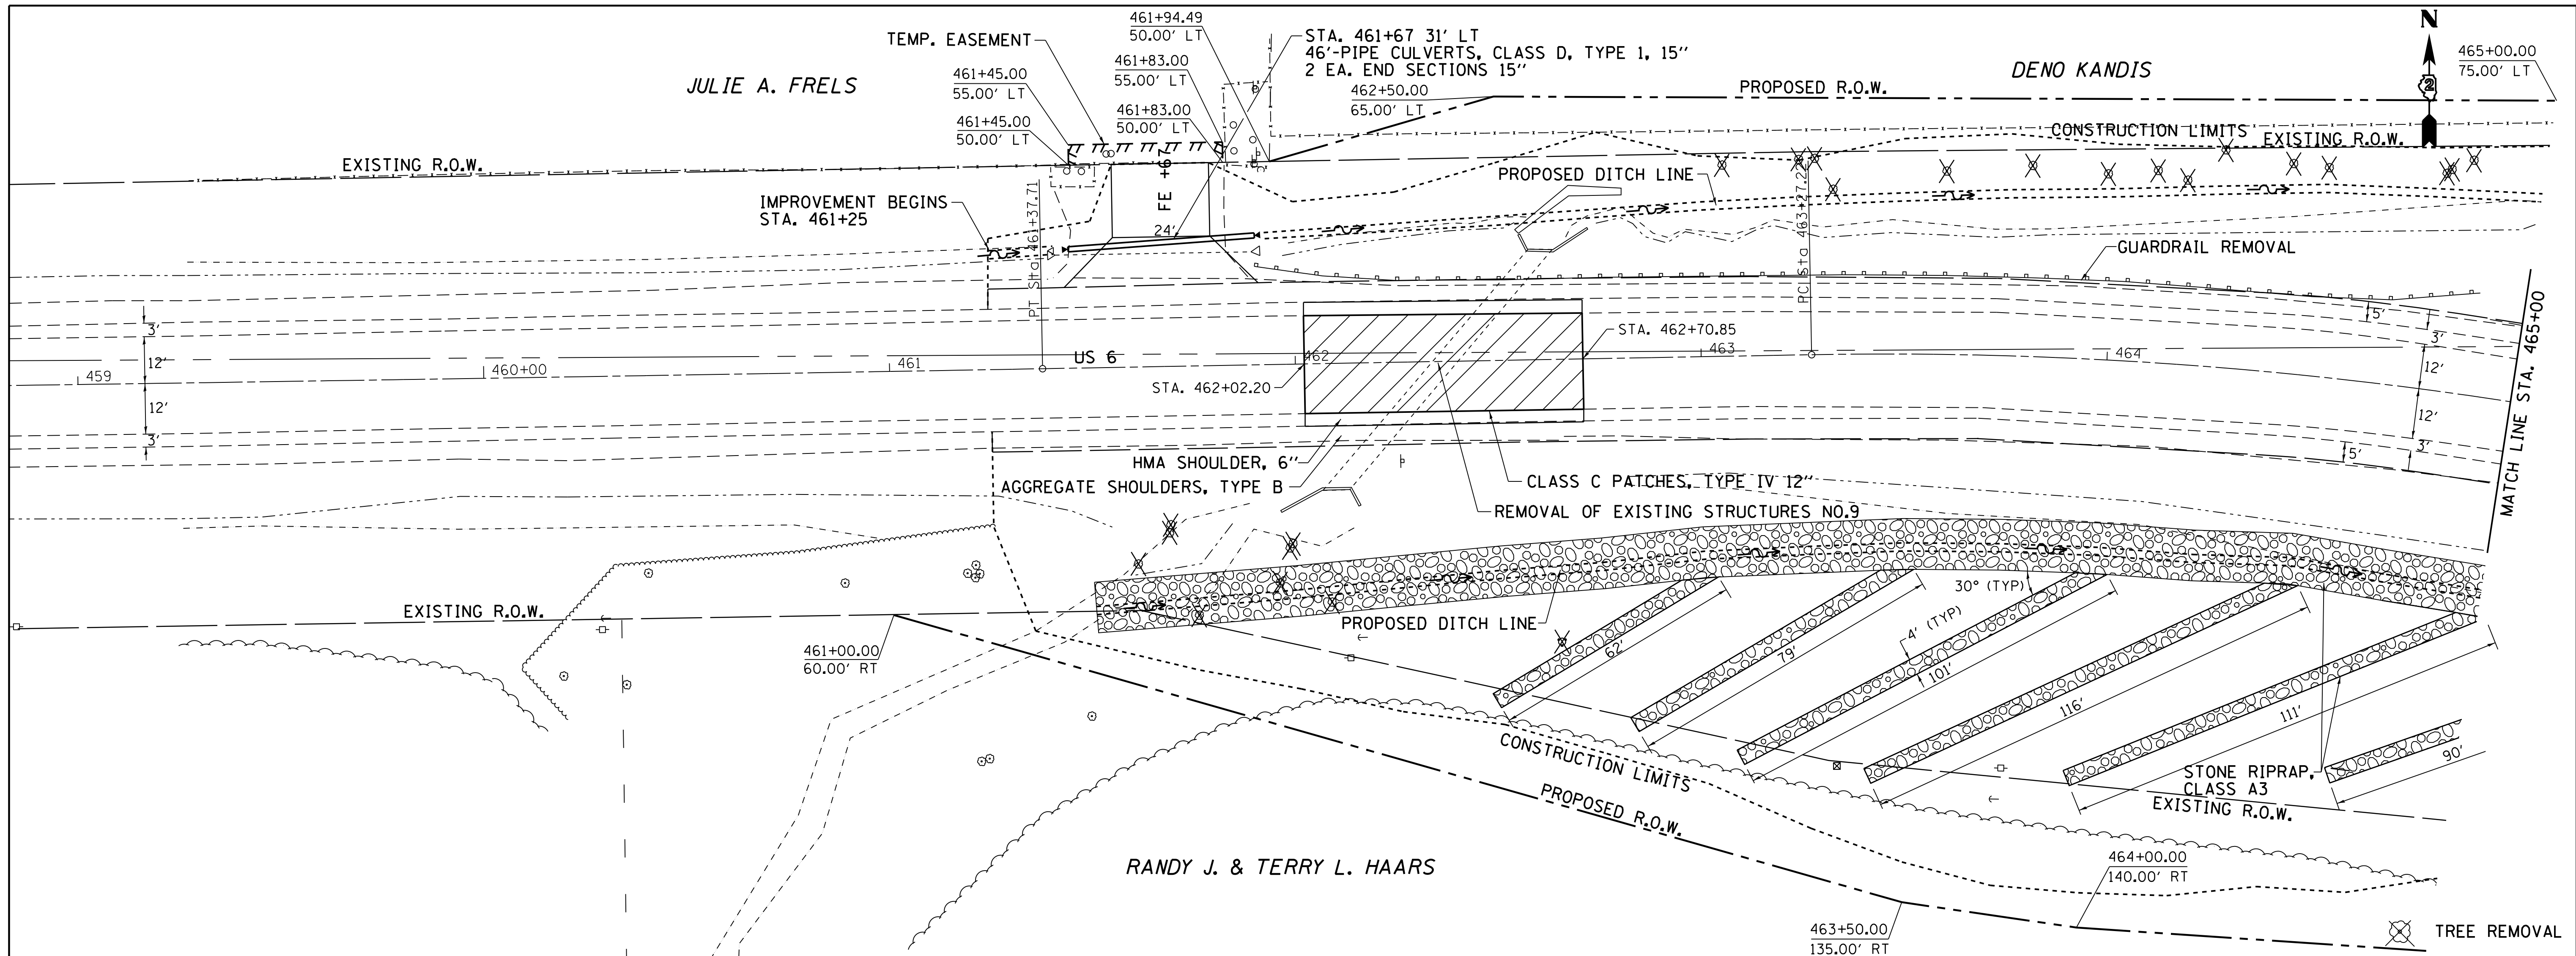 461+94.49
50.00' LT
TEMP. EASEMENT
STA. 461+67 31' LT
46'-PIPE CULVERTS, CLASS D, TYPE 1, 15''
2 EA. END SECTIONS 15''
N
2
465+00.00
75.00' LT
JULIE A. FRELS
461+45.00
55.00' LT
461+83.00
55.00' LT
462+50.00
65.00' LT
DENO KANDIS
PROPOSED R.O.W.
461+45.00
50.00' LT
461+83.00
50.00' LT
CONSTRUCTION LIMITS
EXISTING R.O.W.
EXISTING R.O.W.
FE +67
PROPOSED DITCH LINE
IMPROVEMENT BEGINS
STA. 461+25
24'
PT Sta 461+37.71
PC Sta 463+27.2
GUARDRAIL REMOVAL
3'
12'
12'
3'
459
460+00
461
US 6
462
463
464
STA. 462+70.85
STA. 462+02.20
5'
3'
12'
12'
3'
5'
MATCH LINE STA. 465+00
HMA SHOULDER, 6''
AGGREGATE SHOULDERS, TYPE B
CLASS C PATCHES, TYPE IV 12''
REMOVAL OF EXISTING STRUCTURES NO.9
EXISTING R.O.W.
30° (TYP)
4' (TYP)
PROPOSED DITCH LINE
461+00.00
60.00' RT
62'
79'
101'
116'
111'
90'
STONE RIPRAP,
CLASS A3
EXISTING R.O.W.
CONSTRUCTION LIMITS
PROPOSED R.O.W.
RANDY J. & TERRY L. HAARS
464+00.00
140.00' RT
463+50.00
135.00' RT
TREE REMOVAL